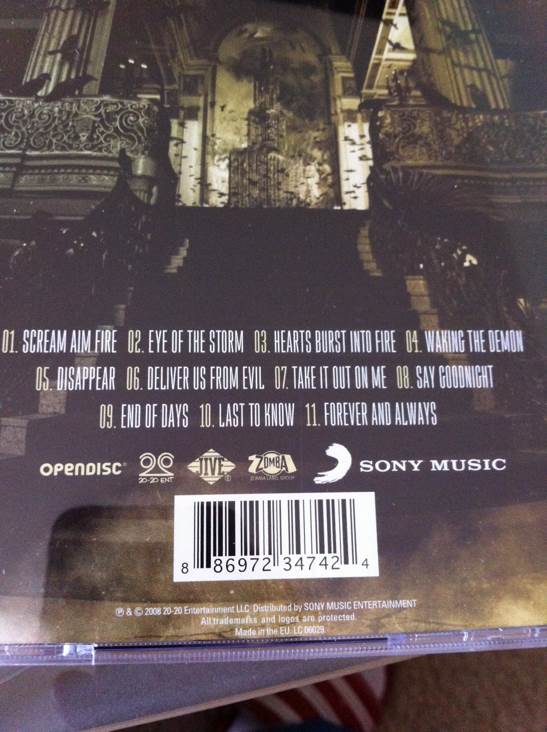 01. SCREAM AIM FIRE 02. EYE OF THE STORM 03. HEARTS BURST INTO FIRE 04. WAKING THE DEMON
05. DISAPPEAR 06. DELIVER US FROM EVIL 07. TAKE IT OUT ON ME 08. SAY GOODNIGHT
09. END OF DAYS 10. LAST TO KNOW 11. FOREVER AND ALWAYS
OPENDISC 20-20 ENT JIVE ® ZOMBA ZOMBA LABEL GROUP SONY MUSIC
8 86972 34742 4
℗ & © 2008 20-20 Entertainment LLC Distributed by SONY MUSIC ENTERTAINMENT
All trademarks and logos are protected.
Made in the EU. LC 06029